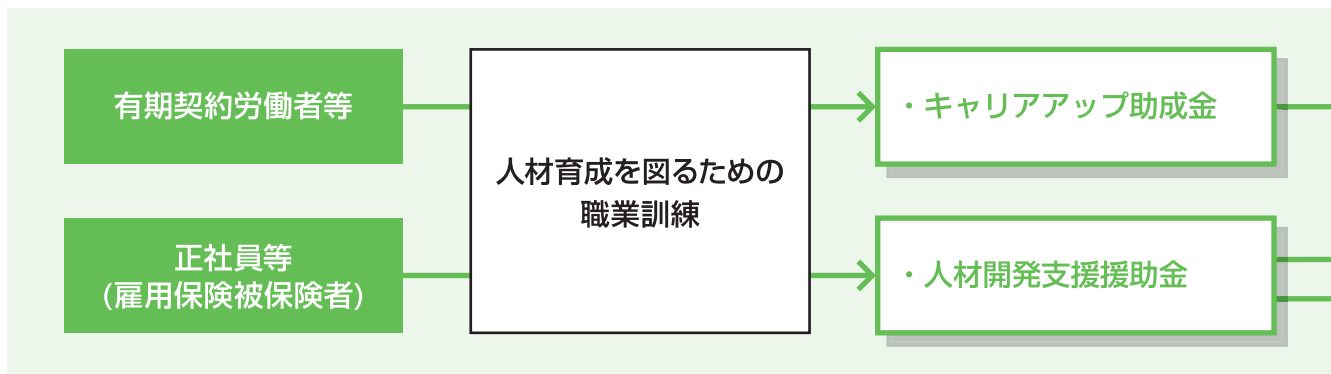 有期契約労働者等
正社員等
(雇用保険被保険者)
人材育成を図るための
職業訓練
・キャリアアップ助成金
・人材開発支援援助金